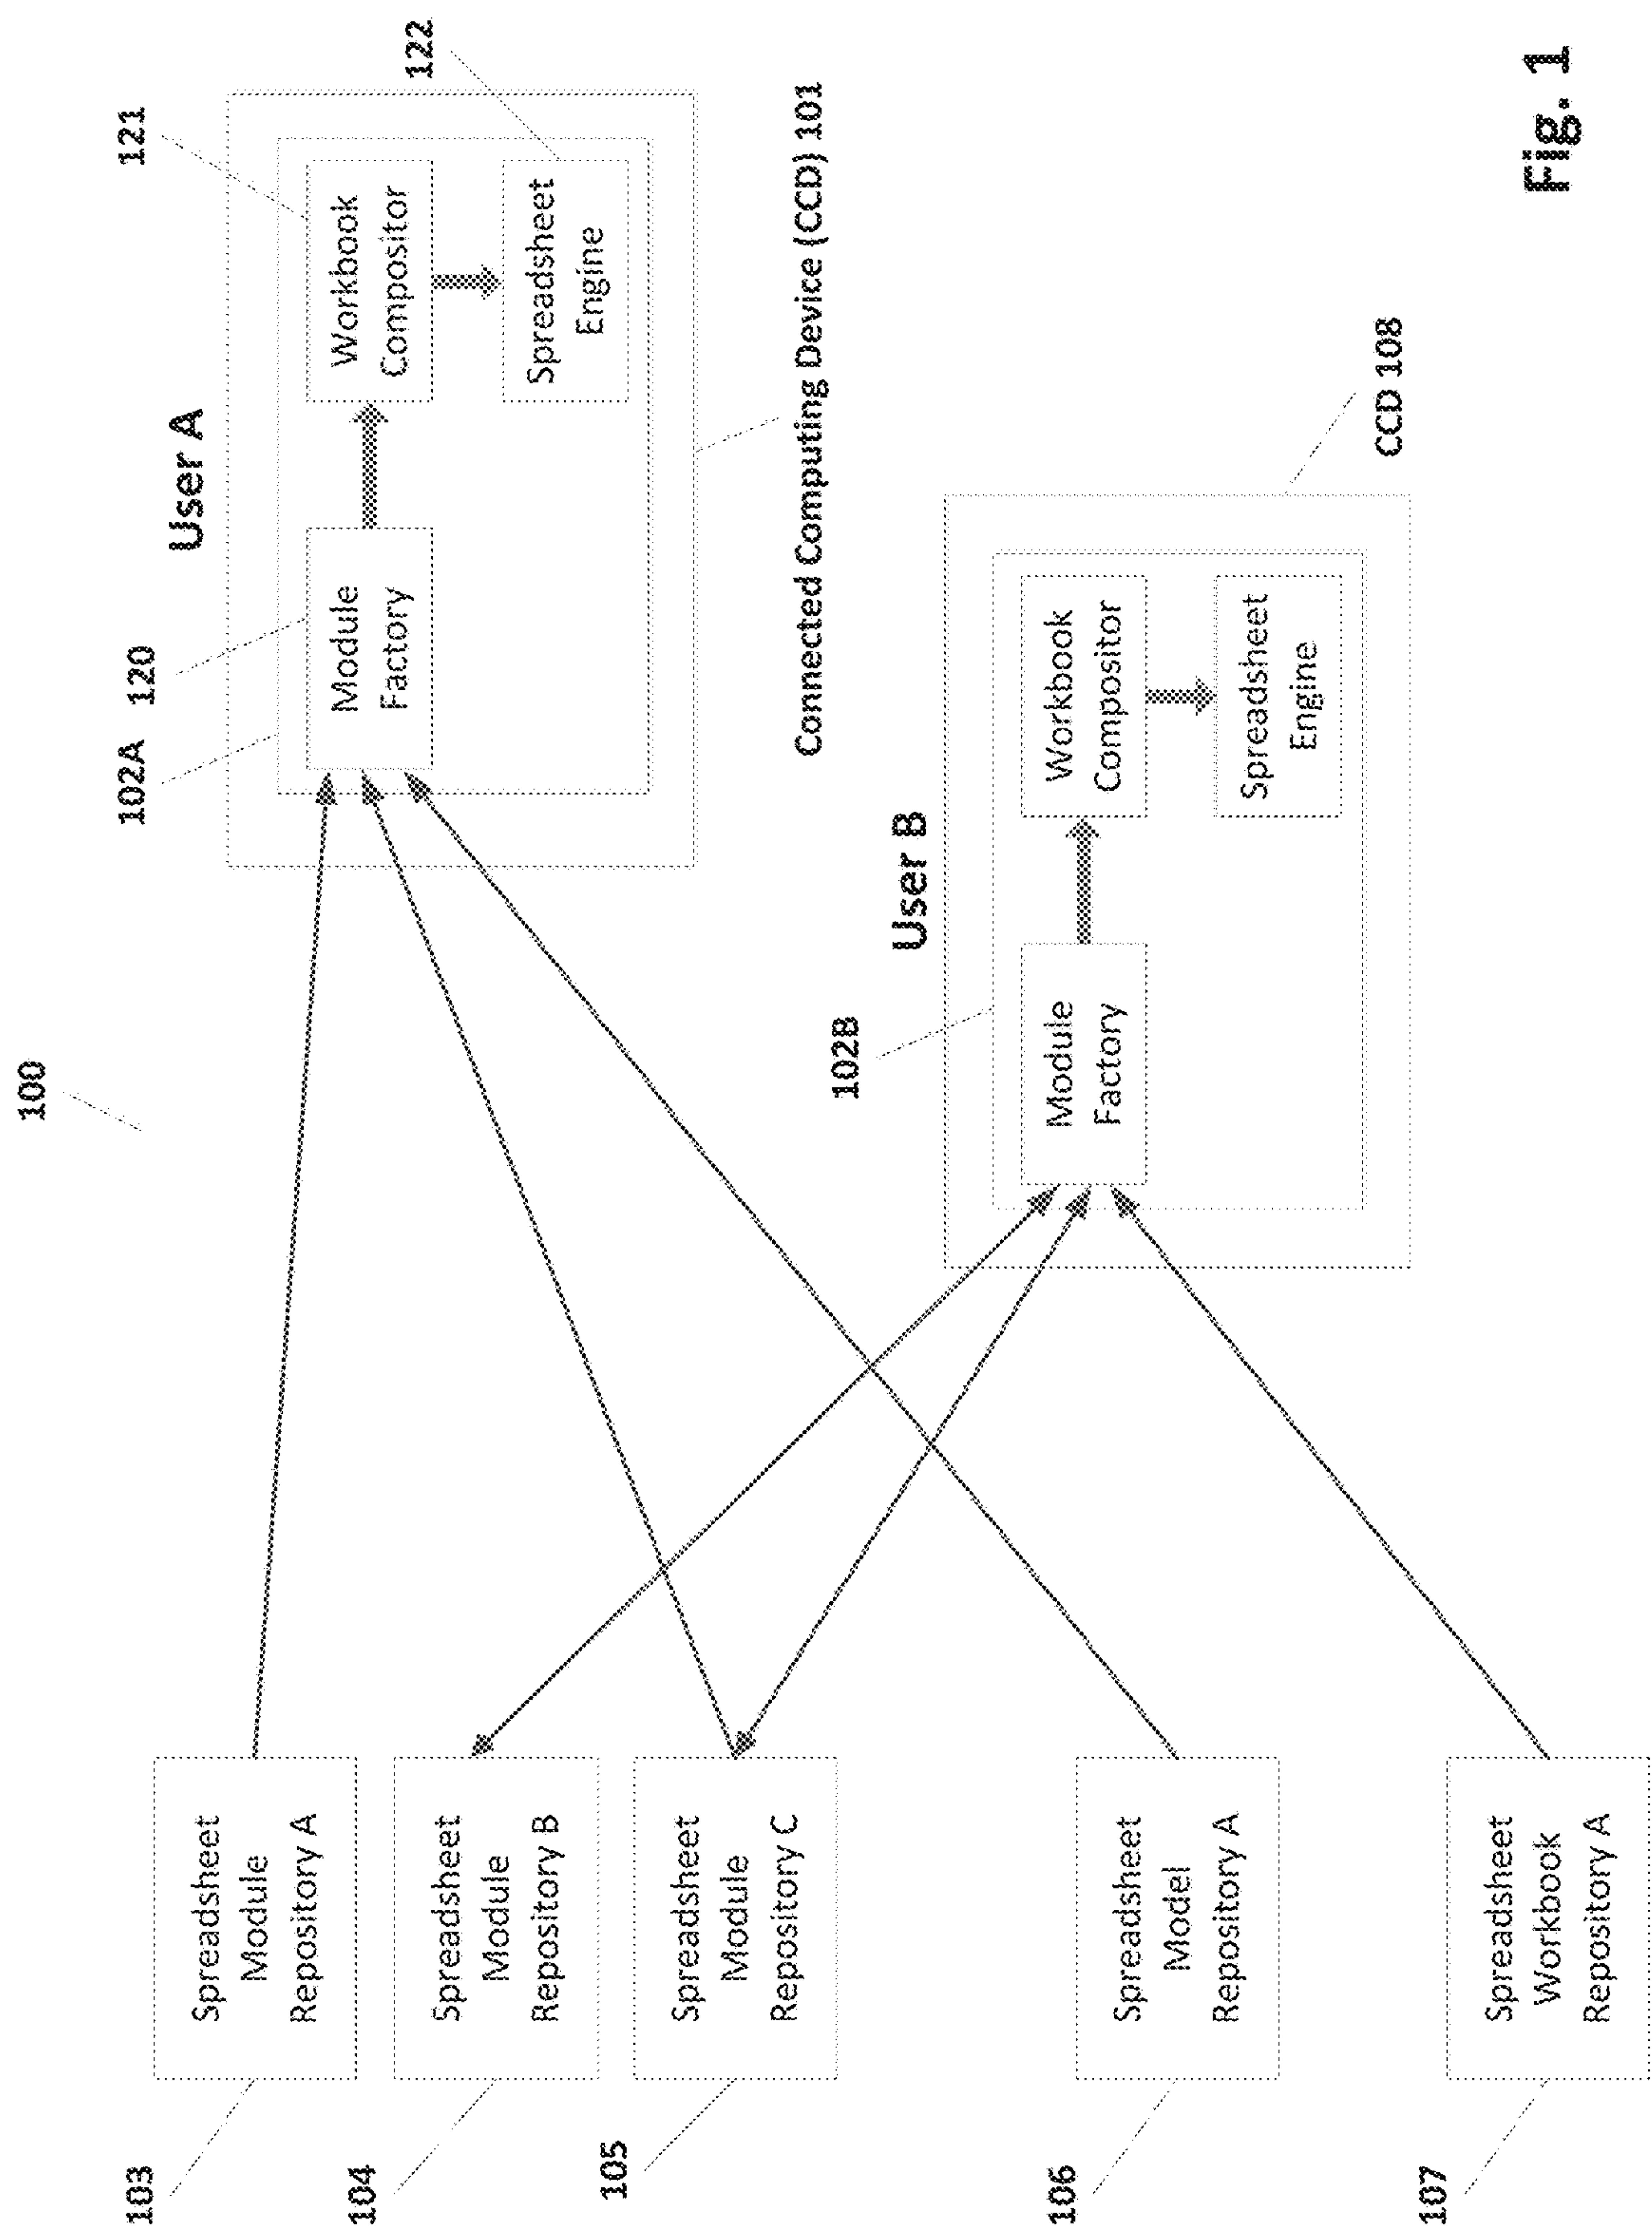 100
103
Spreadsheet
Module
Repository A
104
Spreadsheet
Module
Repository B
105
Spreadsheet
Module
Repository C
106
Spreadsheet
Model
Repository A
107
Spreadsheet
Workbook
Repository A
User A
102A
120
121
122
Module
Factory
Workbook
Compositor
Spreadsheet
Engine
Connected Computing Device (CCD) 101
User B
102B
Module
Factory
Workbook
Compositor
Spreadsheet
Engine
CCD 108
Fig. 1